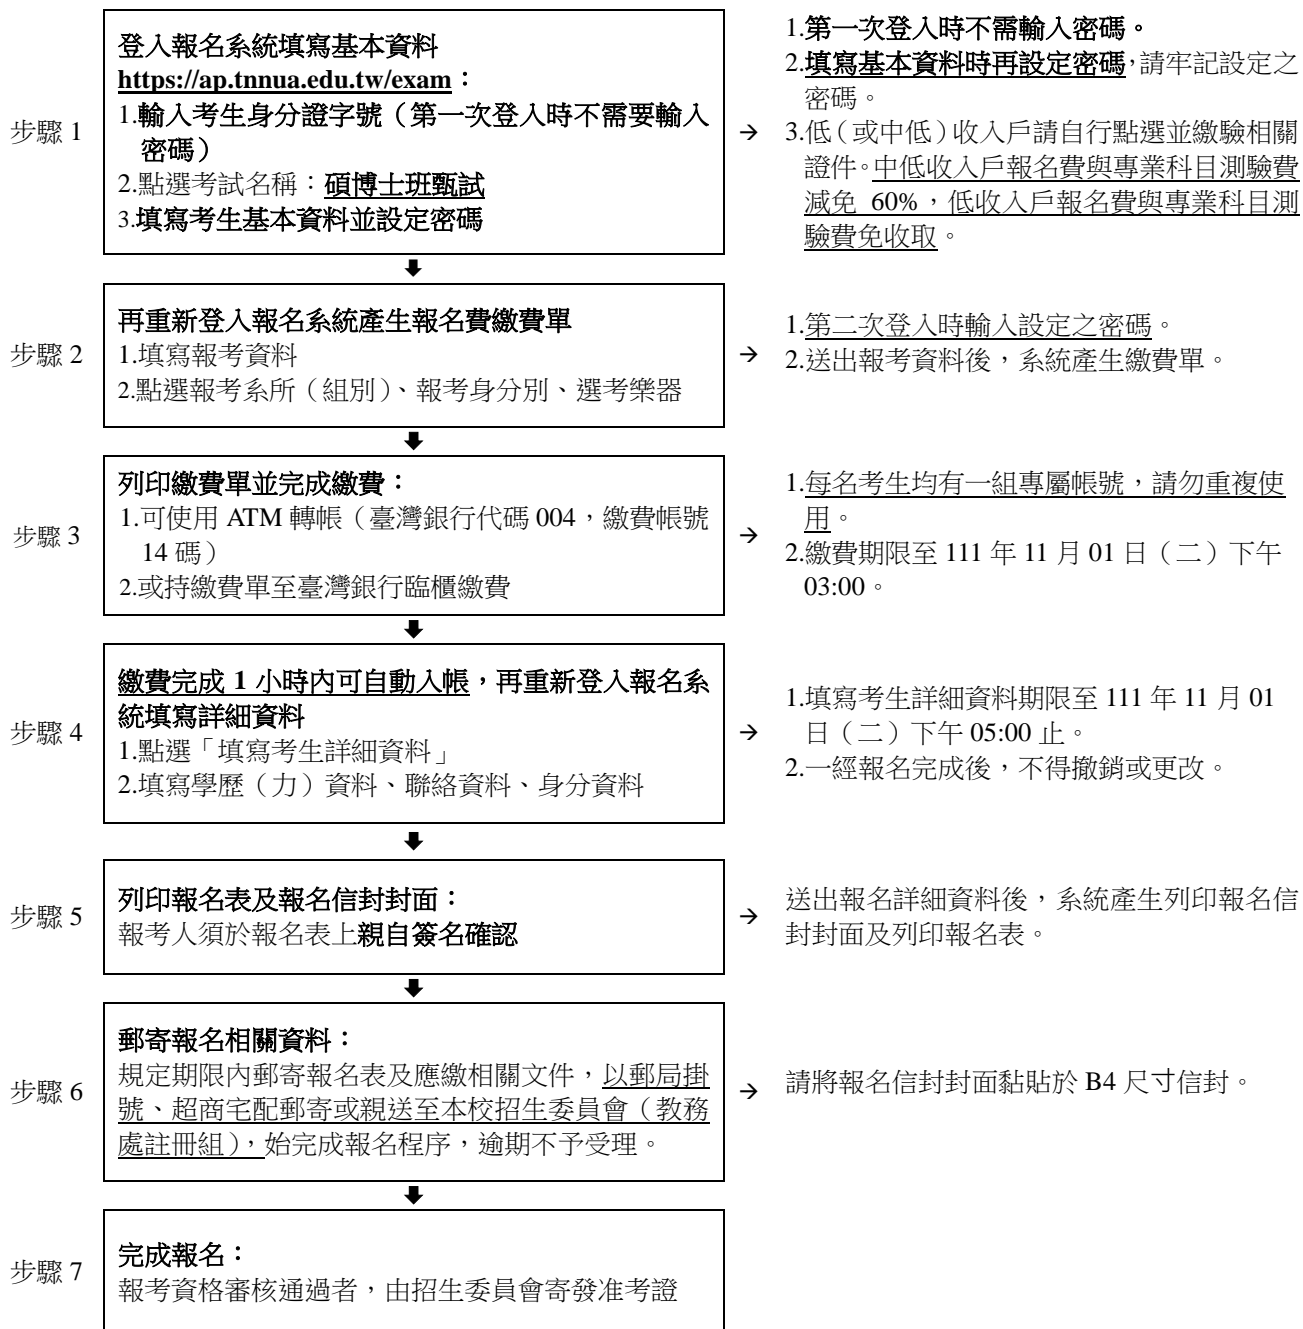 步驟 1
登入報名系統填寫基本資料
https://ap.tnnua.edu.tw/exam：
1.輸入考生身分證字號（第一次登入時不需要輸入
密碼）
2.點選考試名稱：碩博士班甄試
3.填寫考生基本資料並設定密碼
→
1.第一次登入時不需輸入密碼。
2.填寫基本資料時再設定密碼，請牢記設定之
密碼。
3.低（或中低）收入戶請自行點選並繳驗相關
證件。中低收入戶報名費與專業科目測驗費
減免 60%，低收入戶報名費與專業科目測
驗費免收取。
步驟 2
再重新登入報名系統產生報名費繳費單
1.填寫報考資料
2.點選報考系所（組別）、報考身分別、選考樂器
→
1.第二次登入時輸入設定之密碼。
2.送出報考資料後，系統產生繳費單。
步驟 3
列印繳費單並完成繳費：
1.可使用 ATM 轉帳（臺灣銀行代碼 004，繳費帳號
14 碼）
2.或持繳費單至臺灣銀行臨櫃繳費
→
1.每名考生均有一組專屬帳號，請勿重複使
用。
2.繳費期限至 111 年 11 月 01 日（二）下午
03:00。
步驟 4
繳費完成 1 小時內可自動入帳，再重新登入報名系
統填寫詳細資料
1.點選「填寫考生詳細資料」
2.填寫學歷（力）資料、聯絡資料、身分資料
→
1.填寫考生詳細資料期限至 111 年 11 月 01
日（二）下午 05:00 止。
2.一經報名完成後，不得撤銷或更改。
步驟 5
列印報名表及報名信封封面：
報考人須於報名表上親自簽名確認
→
送出報名詳細資料後，系統產生列印報名信
封封面及列印報名表。
步驟 6
郵寄報名相關資料：
規定期限內郵寄報名表及應繳相關文件，以郵局掛
號、超商宅配郵寄或親送至本校招生委員會（教務
處註冊組），始完成報名程序，逾期不予受理。
→
請將報名信封封面黏貼於 B4 尺寸信封。
步驟 7
完成報名：
報考資格審核通過者，由招生委員會寄發准考證